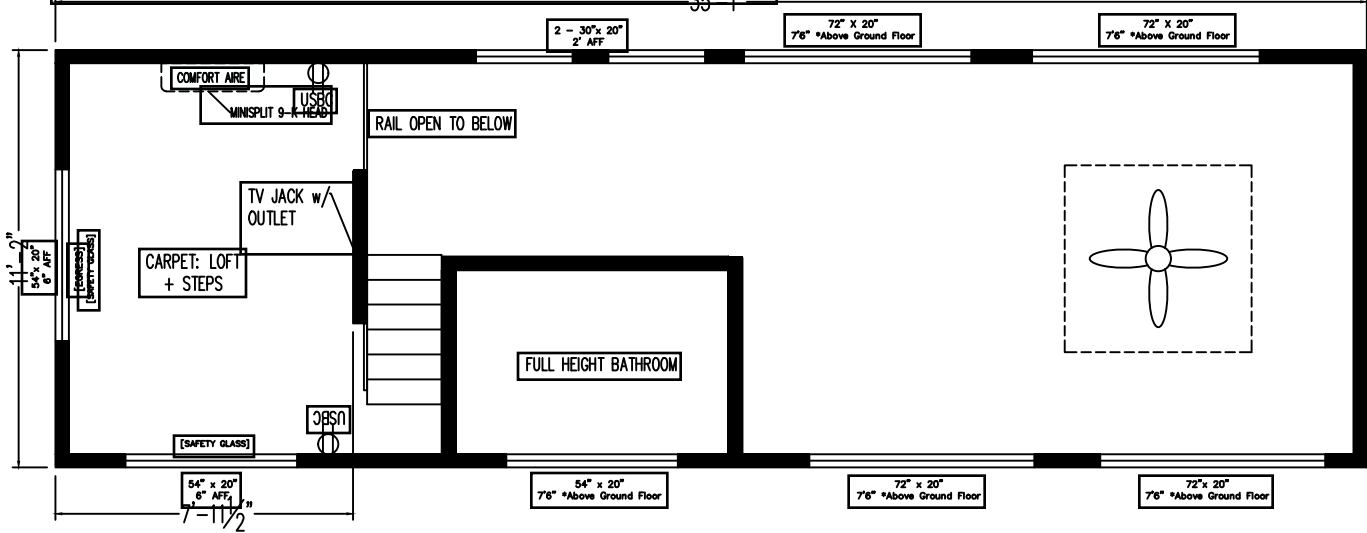 2 - 30"x 20"
2' AFF
72" X 20"
7'6" *Above Ground Floor
72" X 20"
7'6" *Above Ground Floor
COMFORT AIRE
USBC
MINISPLIT 9-K HEAD
RAIL OPEN TO BELOW
TV JACK w/
OUTLET
11'-2"
54"x 20"
6" AFF
[EGRESS]
[SAFETY GLASS]
CARPET: LOFT
+ STEPS
FULL HEIGHT BATHROOM
USBC
[SAFETY GLASS]
54" x 20"
6" AFF
7'-11 1/2"
54" x 20"
7'6" *Above Ground Floor
72" x 20"
7'6" *Above Ground Floor
72"x 20"
7'6" *Above Ground Floor